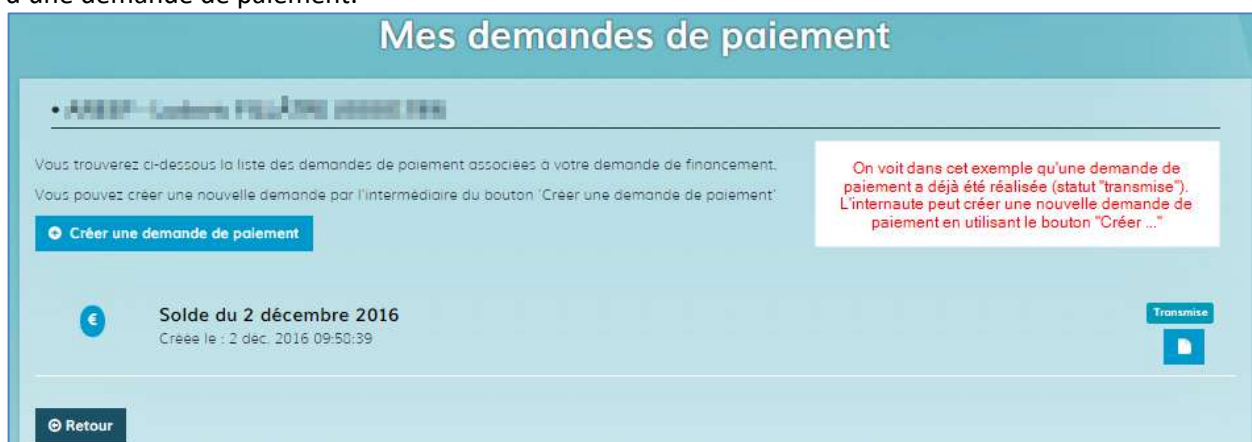 d'une demande de paiement.
Mes demandes de paiement
Vous trouverez ci-dessous la liste des demandes de paiement associées à votre demande de financement.
Vous pouvez créer une nouvelle demande par l'intermédiaire du bouton 'Créer une demande de paiement'
Créer une demande de paiement
On voit dans cet exemple qu'une demande de
paiement a déjà été réalisée (statut "transmise").
L'internaute peut créer une nouvelle demande de
paiement en utilisant le bouton "Créer ..."
€
Solde du 2 décembre 2016
Transmise
Créée le : 2 déc. 2016
Retour